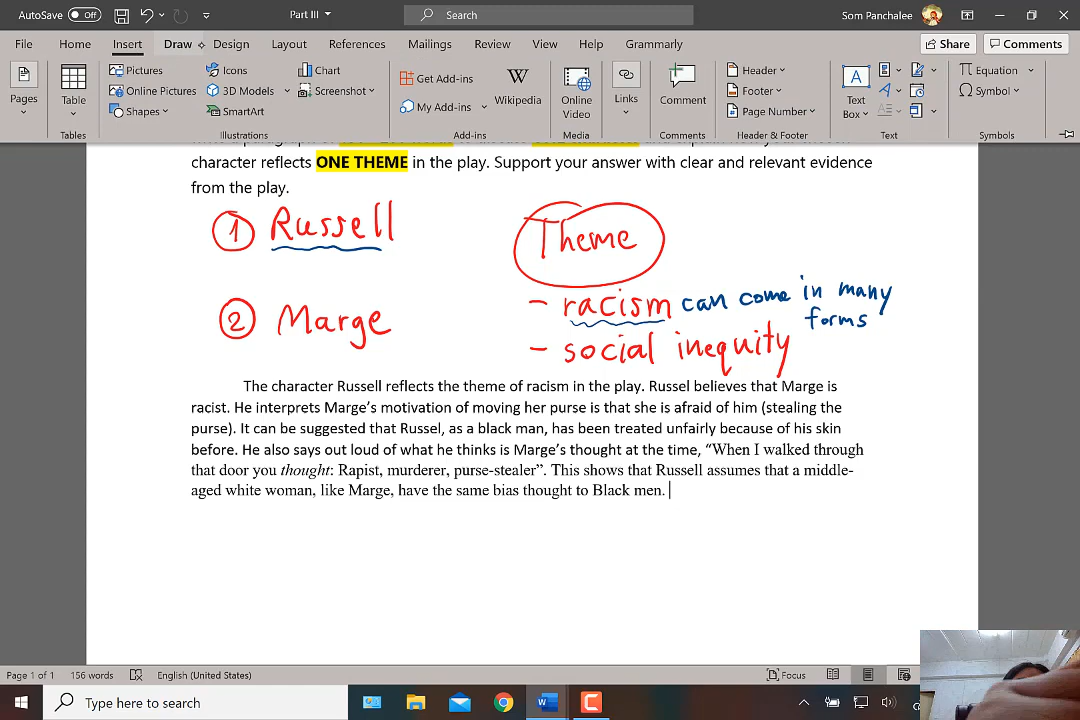 AutoSave Off Part III Search Som Panchalee
File Home Insert Draw Design Layout References Mailings Review View Help Grammarly Share Comments
Pages
Table
Tables
Pictures
Online Pictures
Shapes
Icons
3D Models
SmartArt
Chart
Screenshot
Illustrations
Get Add-ins
My Add-ins
Wikipedia
Add-ins
Online
Video
Media
Links
Comment
Comments
Header
Footer
Page Number
Header & Footer
A
Text
Box
Text
Equation
Symbol
Symbols
character reflects ONE THEME in the play. Support your answer with clear and relevant evidence
from the play.
1 Russell
Theme
- racism can come in many
forms
2 Marge
- social inequity
The character Russell reflects the theme of racism in the play. Russel believes that Marge is
racist. He interprets Marge's motivation of moving her purse is that she is afraid of him (stealing the
purse). It can be suggested that Russel, as a black man, has been treated unfairly because of his skin
before. He also says out loud of what he thinks is Marge's thought at the time, “When I walked through
that door you thought: Rapist, murderer, purse-stealer”. This shows that Russell assumes that a middle-
aged white woman, like Marge, have the same bias thought to Black men.
Page 1 of 1 156 words English (United States) Focus
Type here to search